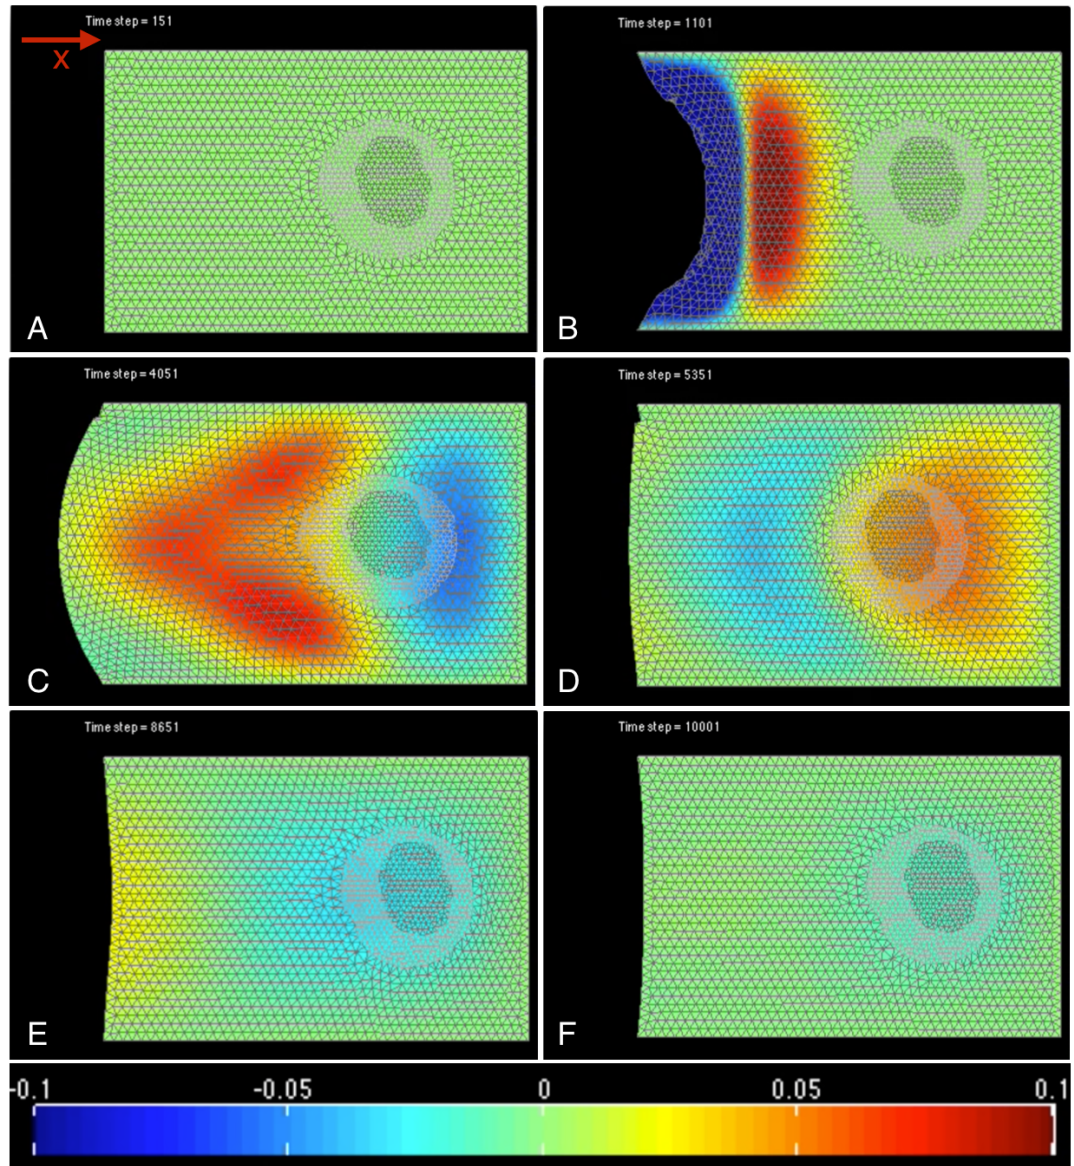 Time step = 151
X
A
Time step = 1101
B
Time step = 4051
C
Time step = 5351
D
Time step = 8651
E
Time step = 10001
F
-0.1 -0.05 0 0.05 0.1